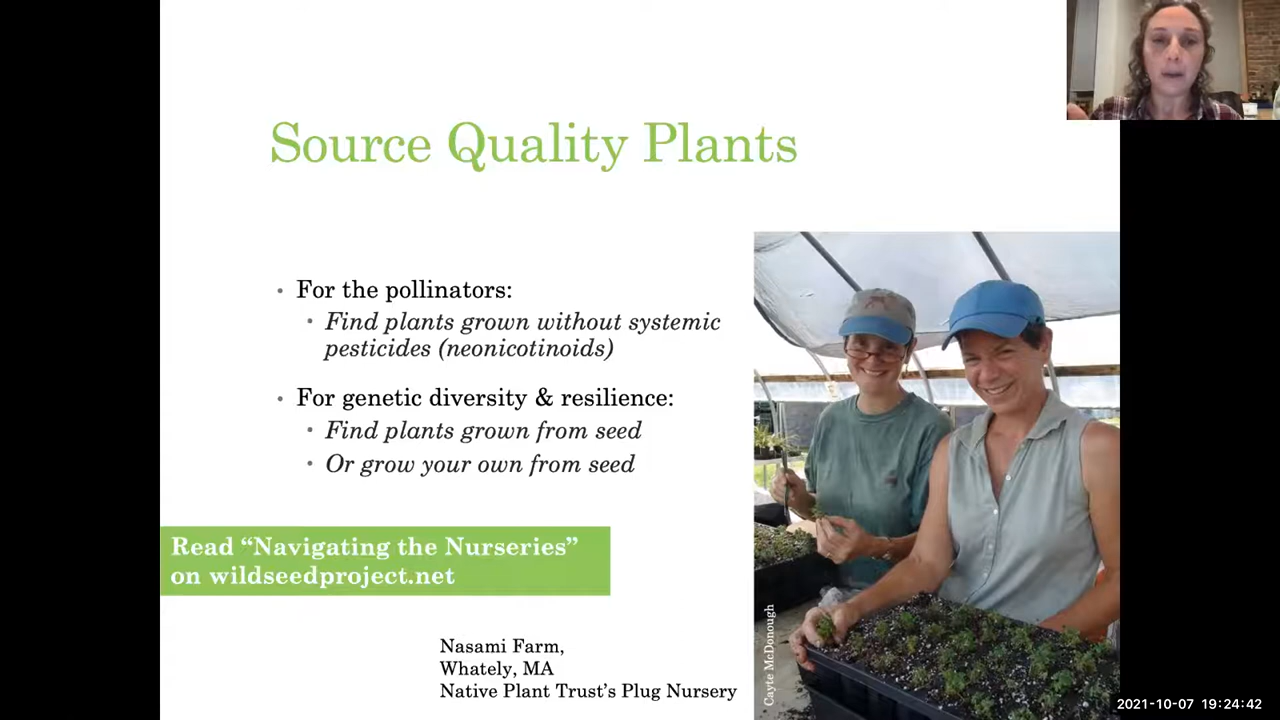 Source Quality Plants
• For the pollinators:
• Find plants grown without systemic
pesticides (neonicotinoids)
• For genetic diversity & resilience:
• Find plants grown from seed
• Or grow your own from seed
Read “Navigating the Nurseries”
on wildseedproject.net
Nasami Farm,
Whately, MA
Native Plant Trust’s Plug Nursery
Cayte McDonough
2021-10-07 19:24:42